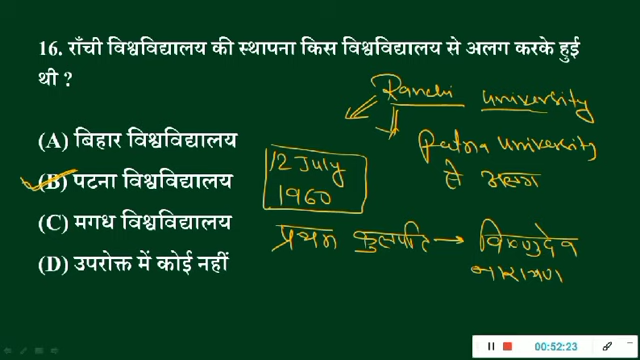 16. राँची विश्वविद्यालय की स्थापना किस विश्वविद्यालय से अलग करके हुई
थी ?
Ranchi University
(A) बिहार विश्वविद्यालय
Patna University
से अलग
(B) पटना विश्वविद्यालय
12 July
1960
(C) मगध विश्वविद्यालय
प्रथम कुलपति → विष्णुदेव
नारायण
(D) उपरोक्त में कोई नहीं
00:52:23